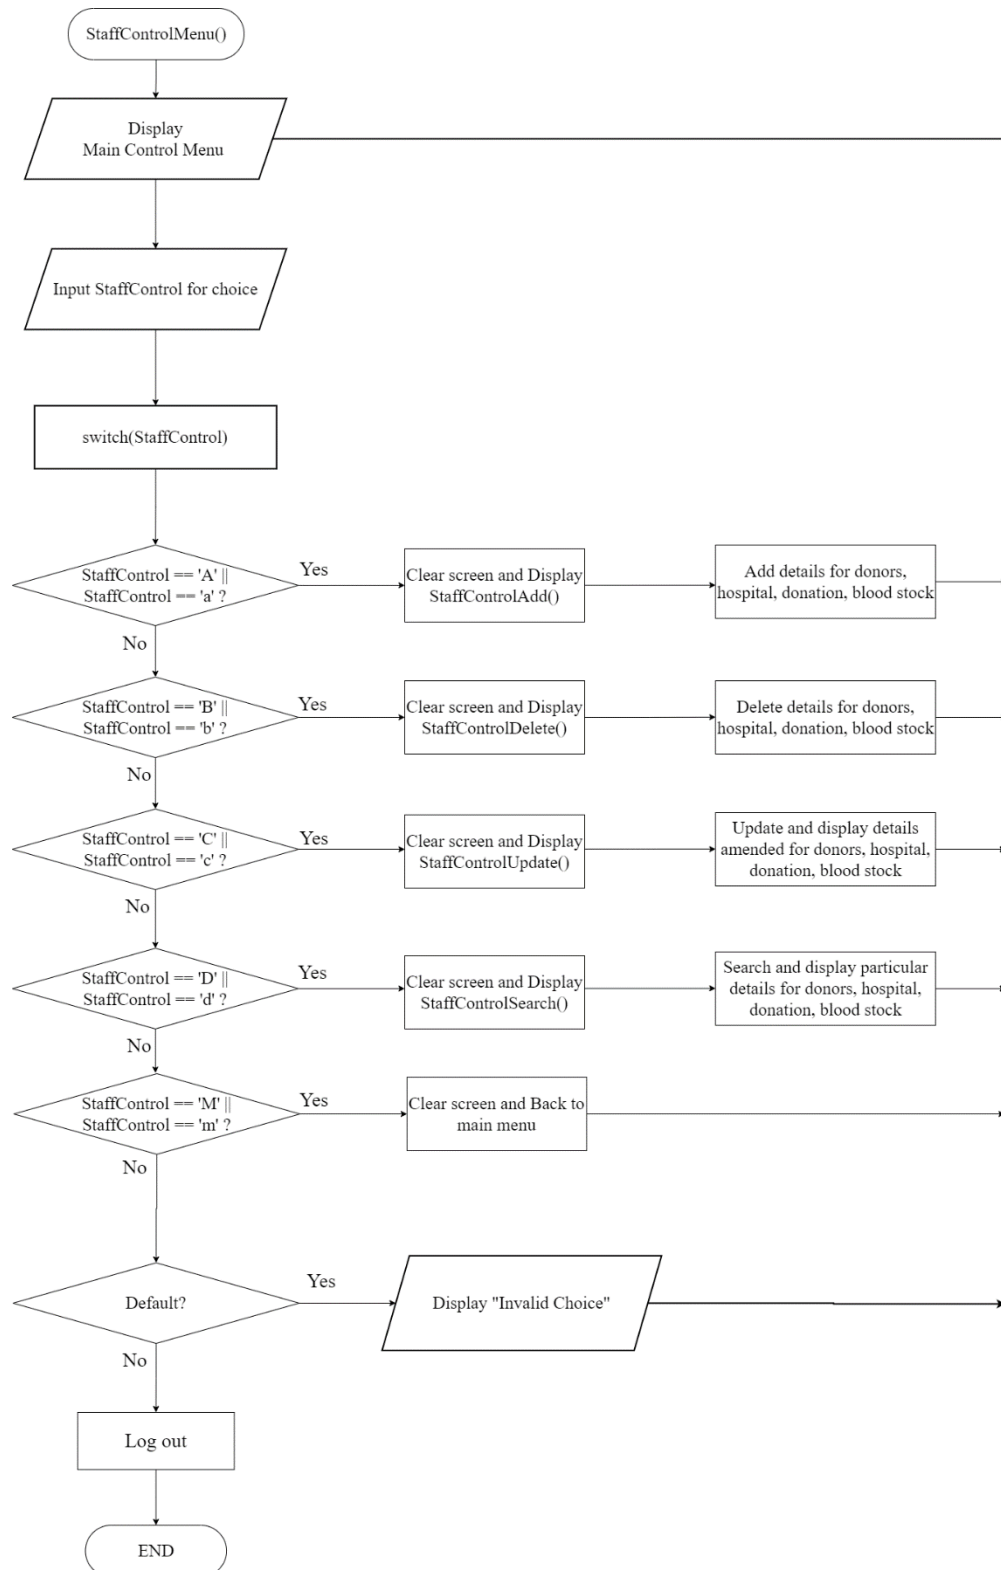 StaffControlMenu()
Display
Main Control Menu
Input StaffControl for choice
switch(StaffControl)
StaffControl == 'A' ||
StaffControl == 'a' ?
Yes
Clear screen and Display
StaffControlAdd()
Add details for donors,
hospital, donation, blood stock
No
StaffControl == 'B' ||
StaffControl == 'b' ?
Yes
Clear screen and Display
StaffControlDelete()
Delete details for donors,
hospital, donation, blood stock
No
StaffControl == 'C' ||
StaffControl == 'c' ?
Yes
Clear screen and Display
StaffControlUpdate()
Update and display details
amended for donors, hospital,
donation, blood stock
No
StaffControl == 'D' ||
StaffControl == 'd' ?
Yes
Clear screen and Display
StaffControlSearch()
Search and display particular
details for donors, hospital,
donation, blood stock
No
StaffControl == 'M' ||
StaffControl == 'm' ?
Yes
Clear screen and Back to
main menu
No
Default?
Yes
Display "Invalid Choice"
No
Log out
END